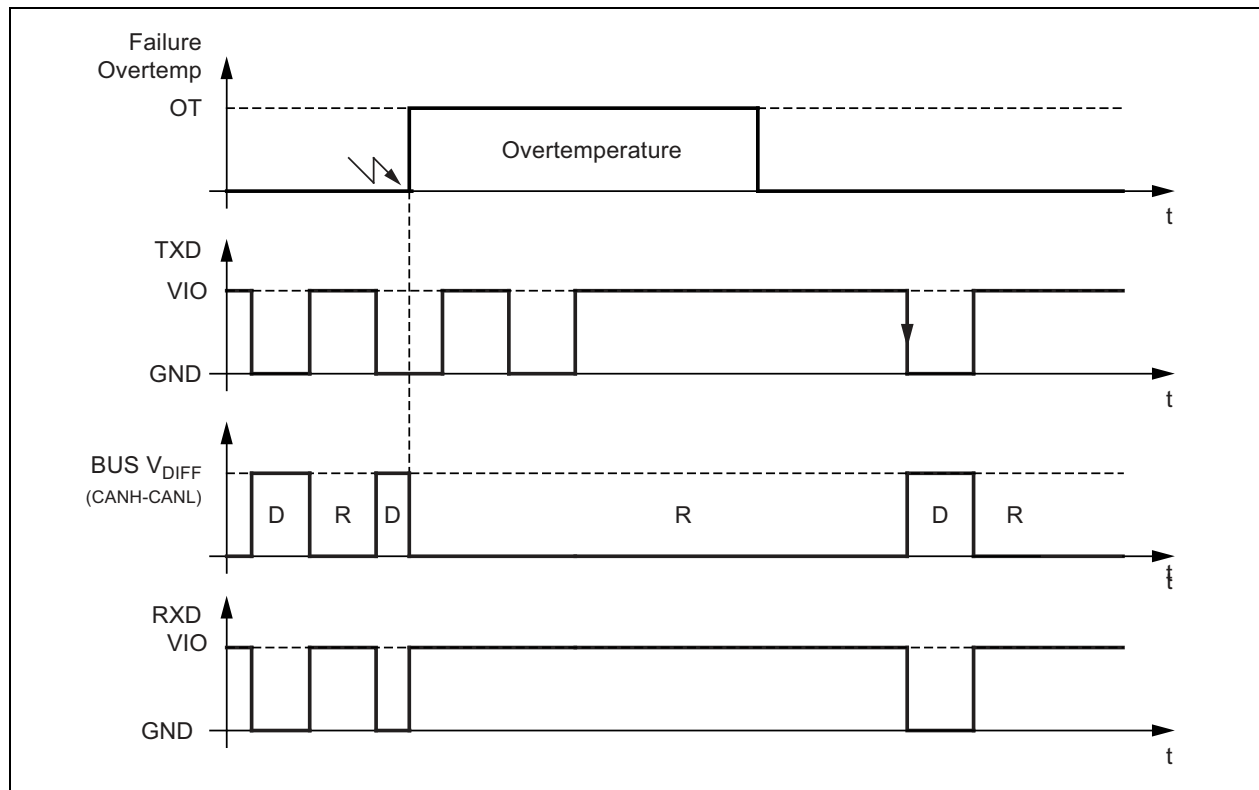 Failure
Overtemp
OT
Overtemperature
t
TXD
VIO
GND
t
BUS VDIFF
(CANH-CANL)
D R D R D R
t
t
RXD
VIO
GND
t